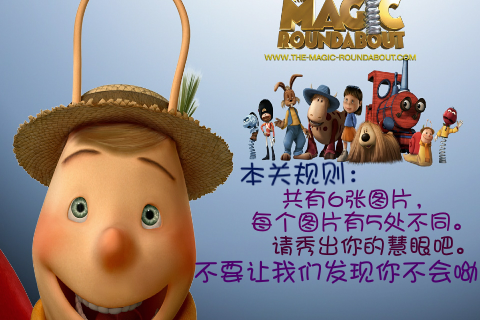 MAGIC
ROUNDABOUT
WWW.THE-MAGIC-ROUNDABOUT.COM
本关规则:
共有6张图片,
每个图片有5处不同。
请秀出你的慧眼吧。
不要让我们发现你不会呦